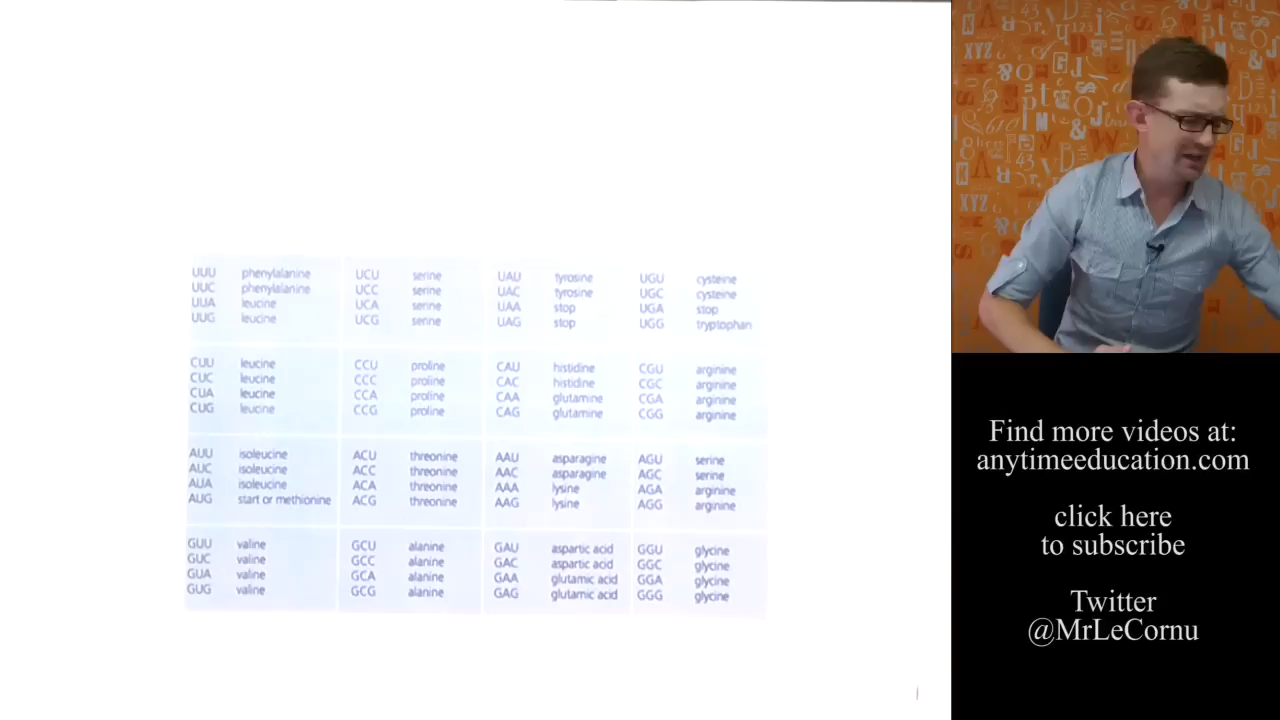 UUU phenylalanine UCU serine UAU tyrosine UGU cysteine
UUC phenylalanine UCC serine UAC tyrosine UGC cysteine
UUA leucine UCA serine UAA stop UGA stop
UUG leucine UCG serine UAG stop UGG tryptophan
CUU leucine CCU proline CAU histidine CGU arginine
CUC leucine CCC proline CAC histidine CGC arginine
CUA leucine CCA proline CAA glutamine CGA arginine
CUG leucine CCG proline CAG glutamine CGG arginine
AUU isoleucine ACU threonine AAU asparagine AGU serine
AUC isoleucine ACC threonine AAC asparagine AGC serine
AUA isoleucine ACA threonine AAA lysine AGA arginine
AUG start or methionine ACG threonine AAG lysine AGG arginine
GUU valine GCU alanine GAU aspartic acid GGU glycine
GUC valine GCC alanine GAC aspartic acid GGC glycine
GUA valine GCA alanine GAA glutamic acid GGA glycine
GUG valine GCG alanine GAG glutamic acid GGG glycine
Find more videos at:
anytimeeducation.com
click here
to subscribe
Twitter
@MrLeCornu